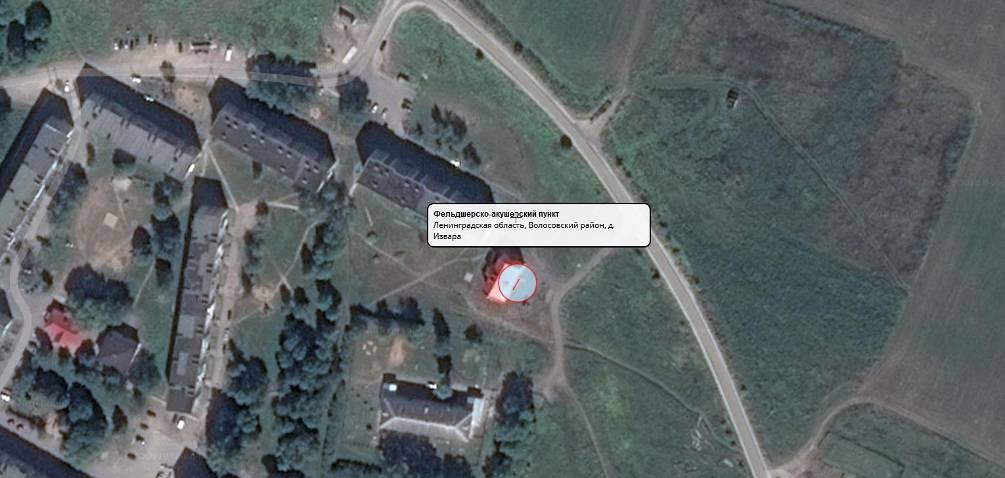 Фельдшерско-акушерский пункт
Ленинградская область, Волосовский район, д.
Извара